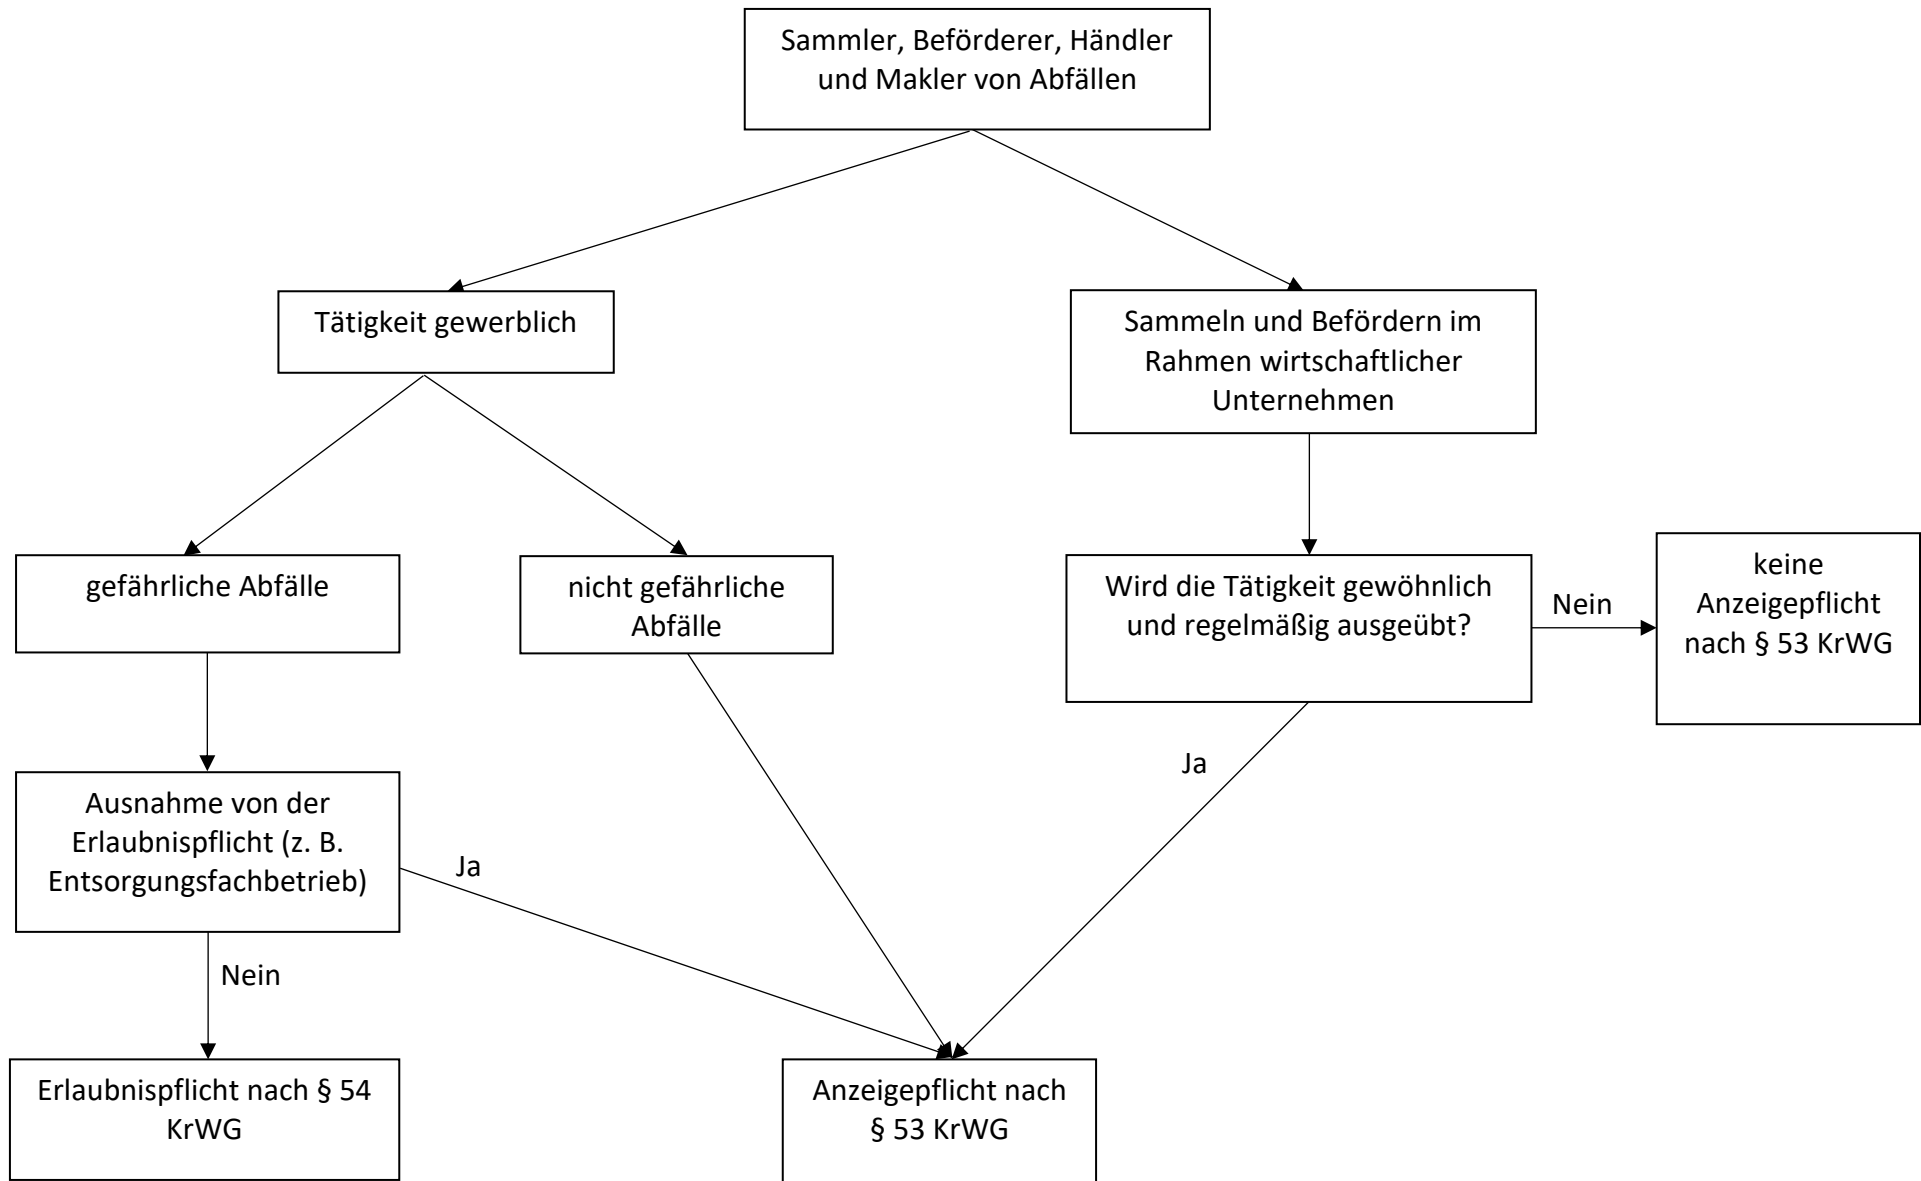 Sammler, Beförderer, Händler
und Makler von Abfällen
Tätigkeit gewerblich
Sammeln und Befördern im
Rahmen wirtschaftlicher
Unternehmen
gefährliche Abfälle
nicht gefährliche
Abfälle
Wird die Tätigkeit gewöhnlich
und regelmäßig ausgeübt?
Nein
keine
Anzeigepflicht
nach § 53 KrWG
Ja
Ausnahme von der
Erlaubnispflicht (z. B.
Entsorgungsfachbetrieb)
Ja
Nein
Erlaubnispflicht nach § 54
KrWG
Anzeigepflicht nach
§ 53 KrWG